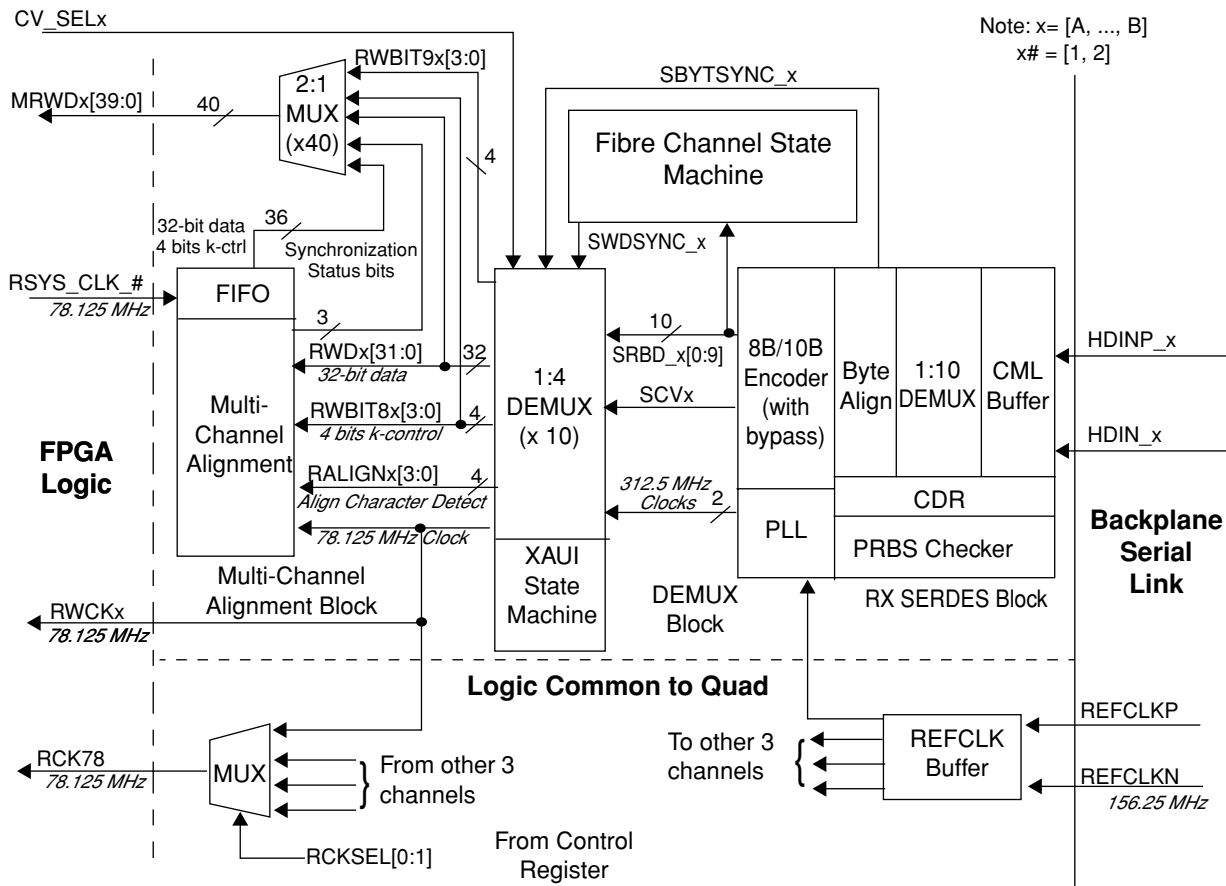 CV_SELx
Note: x= [A, ..., B]
x# = [1, 2]
RWBIT9x[3:0]
SBYTSYNC_x
MRWDx[39:0]
40
2:1
MUX
(x40)
4
Fibre Channel State
Machine
32-bit data
4 bits k-ctrl
36
Synchronization
Status bits
SWDSYNC_x
RSYS_CLK_#
78.125 MHz
FIFO
3
RWDx[31:0]
32
32-bit data
10
SRBD_x[0:9]
HDINP_x
1:4
DEMUX
(x 10)
8B/10B
Encoder
(with
bypass)
Byte
Align
1:10
DEMUX
CML
Buffer
Multi-
Channel
Alignment
RWBIT8x[3:0]
4
4 bits k-control
SCVx
HDIN_x
FPGA
Logic
RALIGNx[3:0]
4
Align Character Detect
312.5 MHz
Clocks
2
CDR
78.125 MHz Clock
PLL
PRBS Checker
Backplane
Serial
Link
XAUI
State
Machine
Multi-Channel
Alignment Block
DEMUX
Block
RX SERDES Block
RWCKx
78.125 MHz
Logic Common to Quad
REFCLKP
RCK78
78.125 MHz
MUX
From other 3
channels
To other 3
channels
REFCLK
Buffer
REFCLKN
156.25 MHz
RCKSEL[0:1]
From Control
Register